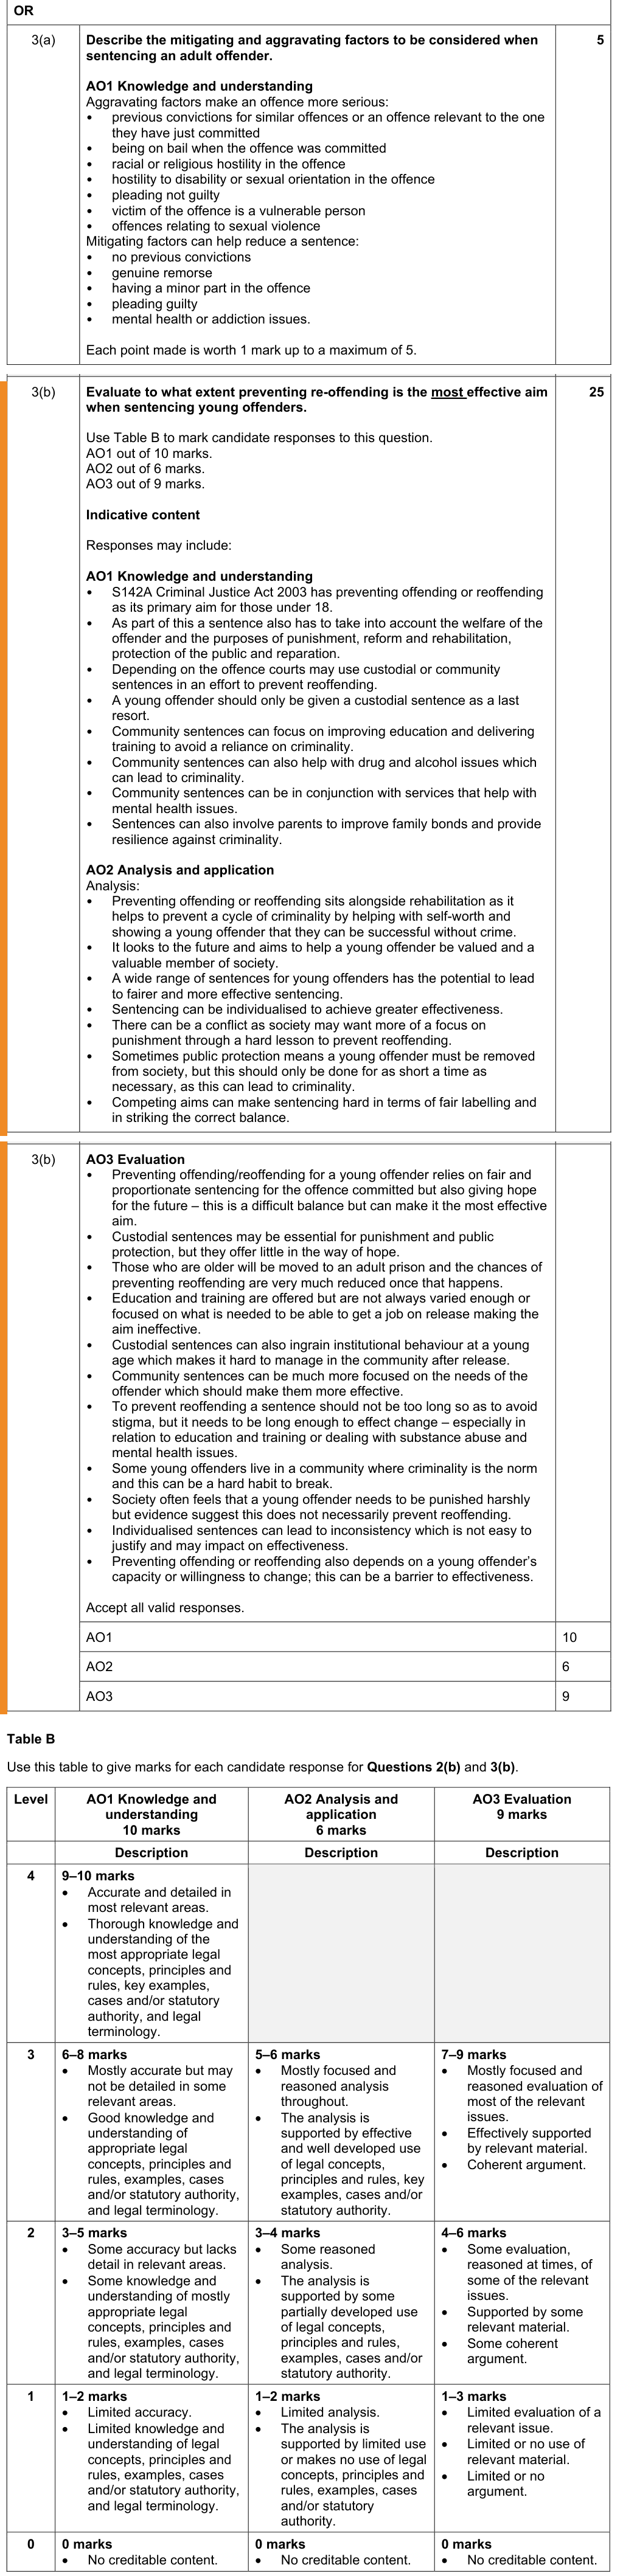 OR
3(a) Describe the mitigating and aggravating factors to be considered when 5
sentencing an adult offender.
AO1 Knowledge and understanding
Aggravating factors make an offence more serious:
• previous convictions for similar offences or an offence relevant to the one
they have just committed
• being on bail when the offence was committed
• racial or religious hostility in the offence
• hostility to disability or sexual orientation in the offence
• pleading not guilty
• victim of the offence is a vulnerable person
• offences relating to sexual violence
Mitigating factors can help reduce a sentence:
• no previous convictions
• genuine remorse
• having a minor part in the offence
• pleading guilty
• mental health or addiction issues.
Each point made is worth 1 mark up to a maximum of 5.
3(b) Evaluate to what extent preventing re-offending is the most effective aim 25
when sentencing young offenders.
Use Table B to mark candidate responses to this question.
AO1 out of 10 marks.
AO2 out of 6 marks.
AO3 out of 9 marks.
Indicative content
Responses may include:
AO1 Knowledge and understanding
• S142A Criminal Justice Act 2003 has preventing offending or reoffending
as its primary aim for those under 18.
• As part of this a sentence also has to take into account the welfare of the
offender and the purposes of punishment, reform and rehabilitation,
protection of the public and reparation.
• Depending on the offence courts may use custodial or community
sentences in an effort to prevent reoffending.
• A young offender should only be given a custodial sentence as a last
resort.
• Community sentences can focus on improving education and delivering
training to avoid a reliance on criminality.
• Community sentences can also help with drug and alcohol issues which
can lead to criminality.
• Community sentences can be in conjunction with services that help with
mental health issues.
• Sentences can also involve parents to improve family bonds and provide
resilience against criminality.
AO2 Analysis and application
Analysis:
• Preventing offending or reoffending sits alongside rehabilitation as it
helps to prevent a cycle of criminality by helping with self-worth and
showing a young offender that they can be successful without crime.
• It looks to the future and aims to help a young offender be valued and a
valuable member of society.
• A wide range of sentences for young offenders has the potential to lead
to fairer and more effective sentencing.
• Sentencing can be individualised to achieve greater effectiveness.
• There can be a conflict as society may want more of a focus on
punishment through a hard lesson to prevent reoffending.
• Sometimes public protection means a young offender must be removed
from society, but this should only be done for as short a time as
necessary, as this can lead to criminality.
• Competing aims can make sentencing hard in terms of fair labelling and
in striking the correct balance.
3(b) AO3 Evaluation
• Preventing offending/reoffending for a young offender relies on fair and
proportionate sentencing for the offence committed but also giving hope
for the future – this is a difficult balance but can make it the most effective
aim.
• Custodial sentences may be essential for punishment and public
protection, but they offer little in the way of hope.
• Those who are older will be moved to an adult prison and the chances of
preventing reoffending are very much reduced once that happens.
• Education and training are offered but are not always varied enough or
focused on what is needed to be able to get a job on release making the
aim ineffective.
• Custodial sentences can also ingrain institutional behaviour at a young
age which makes it hard to manage in the community after release.
• Community sentences can be much more focused on the needs of the
offender which should make them more effective.
• To prevent reoffending a sentence should not be too long so as to avoid
stigma, but it needs to be long enough to effect change – especially in
relation to education and training or dealing with substance abuse and
mental health issues.
• Some young offenders live in a community where criminality is the norm
and this can be a hard habit to break.
• Society often feels that a young offender needs to be punished harshly
but evidence suggest this does not necessarily prevent reoffending.
• Individualised sentences can lead to inconsistency which is not easy to
justify and may impact on effectiveness.
• Preventing offending or reoffending also depends on a young offender's
capacity or willingness to change; this can be a barrier to effectiveness.
Accept all valid responses.
AO1 10
AO2 6
AO3 9
Table B
Use this table to give marks for each candidate response for Questions 2(b) and 3(b).
Level
AO1 Knowledge and
understanding
10 marks
AO2 Analysis and
application
6 marks
AO3 Evaluation
9 marks
Description Description Description
4
9–10 marks
• Accurate and detailed in
most relevant areas.
• Thorough knowledge and
understanding of the
most appropriate legal
concepts, principles and
rules, key examples,
cases and/or statutory
authority, and legal
terminology.
3
6–8 marks
• Mostly accurate but may
not be detailed in some
relevant areas.
• Good knowledge and
understanding of
appropriate legal
concepts, principles and
rules, examples, cases
and/or statutory authority,
and legal terminology.
5–6 marks
• Mostly focused and
reasoned analysis
throughout.
• The analysis is
supported by effective
and well developed use
of legal concepts,
principles and rules, key
examples, cases and/or
statutory authority.
7–9 marks
• Mostly focused and
reasoned evaluation of
most of the relevant
issues.
• Effectively supported
by relevant material.
• Coherent argument.
2
3–5 marks
• Some accuracy but lacks
detail in relevant areas.
• Some knowledge and
understanding of mostly
appropriate legal
concepts, principles and
rules, examples, cases
and/or statutory authority,
and legal terminology.
3–4 marks
• Some reasoned
analysis.
• The analysis is
supported by some
partially developed use
of legal concepts,
principles and rules,
examples, cases and/or
statutory authority.
4–6 marks
• Some evaluation,
reasoned at times, of
some of the relevant
issues.
• Supported by some
relevant material.
• Some coherent
argument.
1
1–2 marks
• Limited accuracy.
• Limited knowledge and
understanding of legal
concepts, principles and
rules, examples, cases
and/or statutory authority,
and legal terminology.
1–2 marks
• Limited analysis.
• The analysis is
supported by limited use
or makes no use of legal
concepts, principles and
rules, examples, cases
and/or statutory
authority.
1–3 marks
• Limited evaluation of a
relevant issue.
• Limited or no use of
relevant material.
• Limited or no
argument.
0
0 marks
• No creditable content.
0 marks
• No creditable content.
0 marks
• No creditable content.